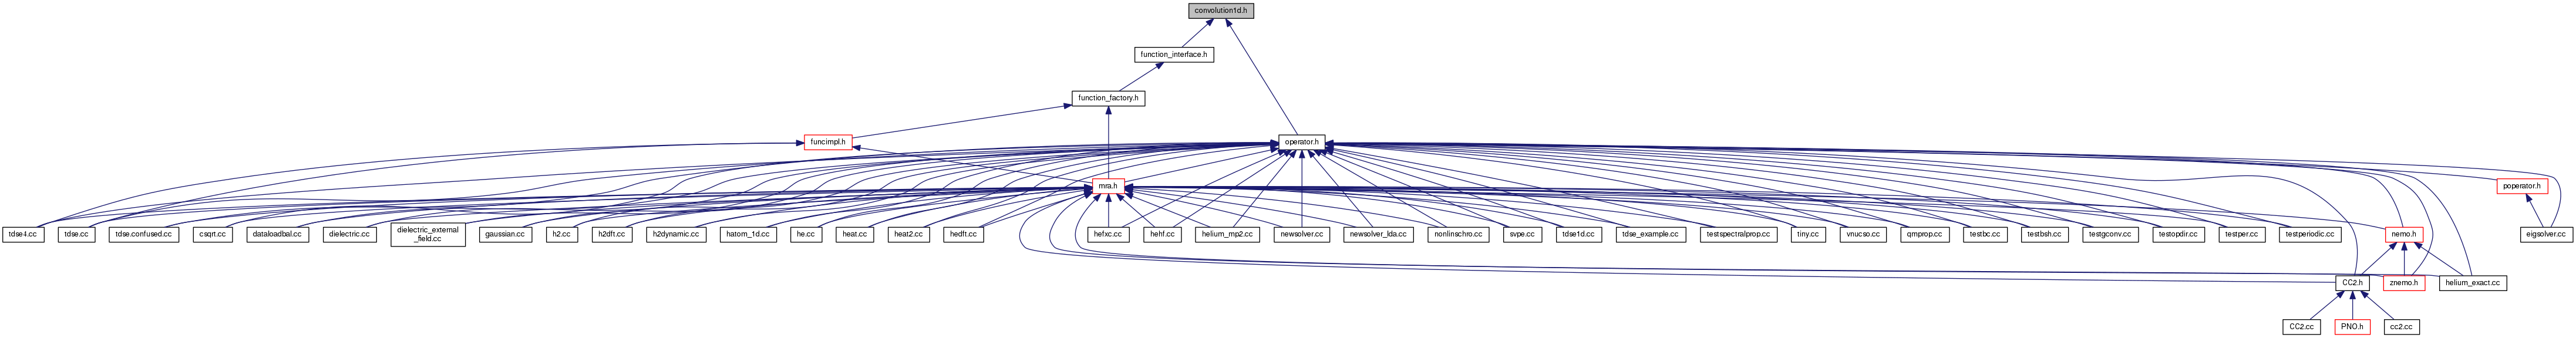 convolution1d.h
function_interface.h
function_factory.h
funcimpl.h
operator.h
mra.h
poperator.h
tdse4.cc
tdse.cc
tdse.confused.cc
csqrt.cc
dataloadbal.cc
dielectric.cc
dielectric_external
_field.cc
gaussian.cc
h2.cc
h2dft.cc
h2dynamic.cc
hatom_1d.cc
he.cc
heat.cc
heat2.cc
hedft.cc
hefxc.cc
hehf.cc
helium_mp2.cc
newsolver.cc
newsolver_lda.cc
nonlinschro.cc
svpe.cc
tdse1d.cc
tdse_example.cc
testspectralprop.cc
tiny.cc
vnucso.cc
qmprop.cc
testbc.cc
testbsh.cc
testgconv.cc
testopdir.cc
testper.cc
testperiodic.cc
nemo.h
eigsolver.cc
CC2.h
znemo.h
helium_exact.cc
CC2.cc
PNO.h
cc2.cc